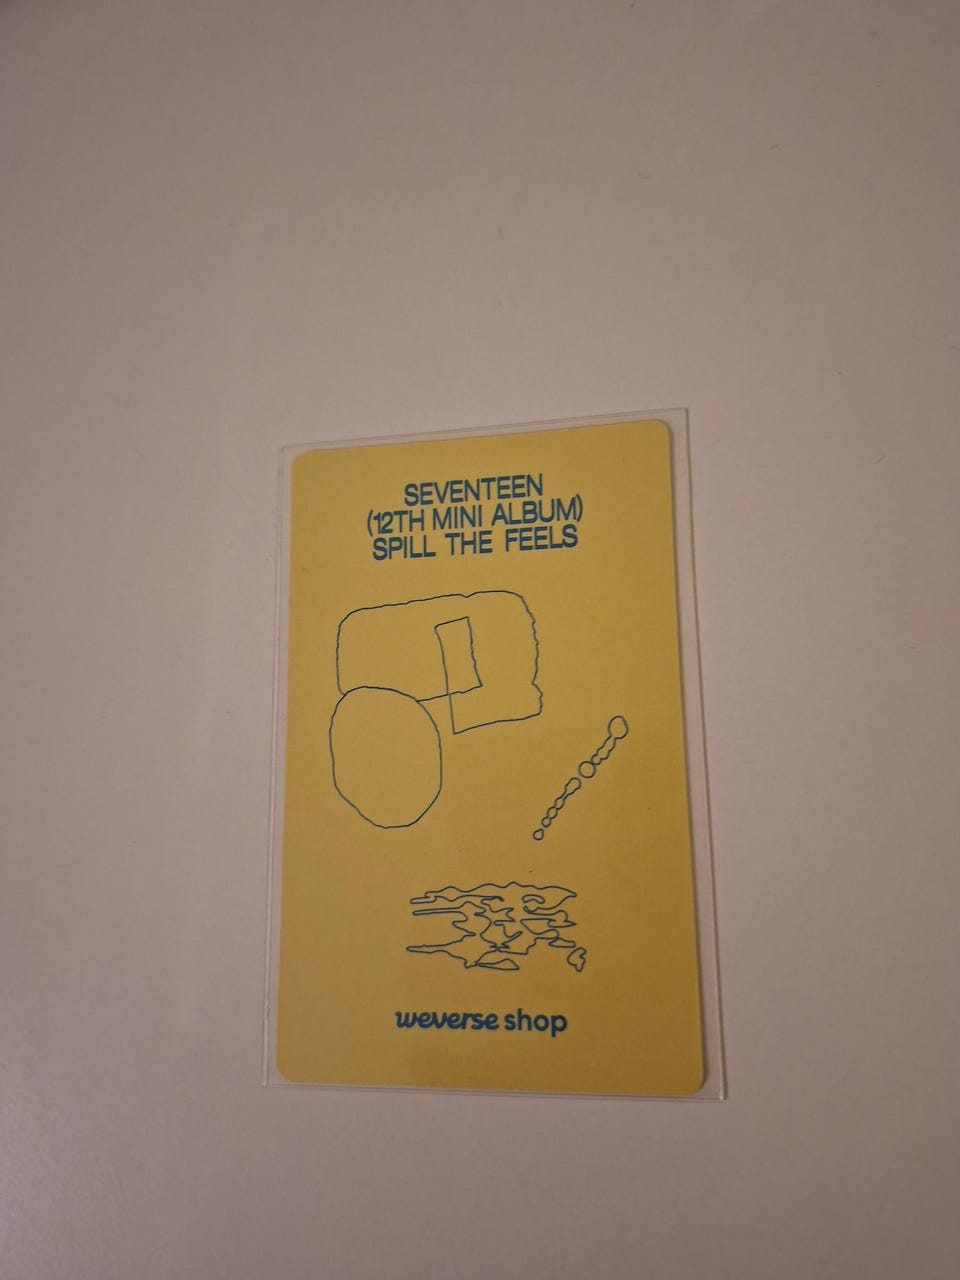 SEVENTEEN
(12TH MINI ALBUM)
SPILL THE FEELS
weverse shop